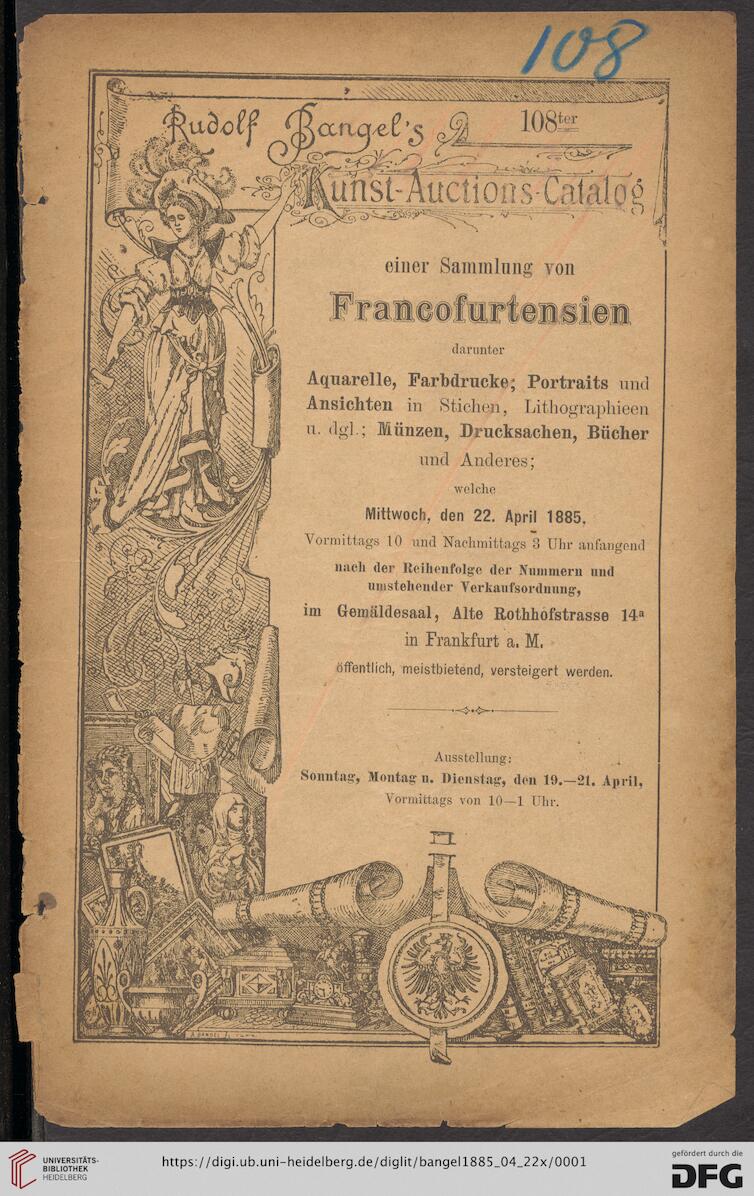 108
Rudolf Bangel's 108ter
Kunst-Auctions-Catalog
einer Sammlung von
Francofurtensien
darunter
Aquarelle, Farbdrucke; Portraits und
Ansichten in Stichen, Lithographieen
u. dgl.; Münzen, Drucksachen, Bücher
und Anderes;
welche
Mittwoch, den 22. April 1885,
Vormittags 10 und Nachmittags 3 Uhr anfangend
nach der Reihenfolge der Nummern und
umstehender Verkaufsordnung,
im Gemäldesaal, Alte Rothhofstrasse 14a
in Frankfurt a. M.
öffentlich, meistbietend, versteigert werden.
Ausstellung:
Sonntag, Montag u. Dienstag, den 19.—21. April,
Vormittags von 10—1 Uhr.
UNIVERSITÄTS-
BIBLIOTHEK
HEIDELBERG
https://digi.ub.uni-heidelberg.de/diglit/bangel1885_04_22x/0001
gefördert durch die
DFG